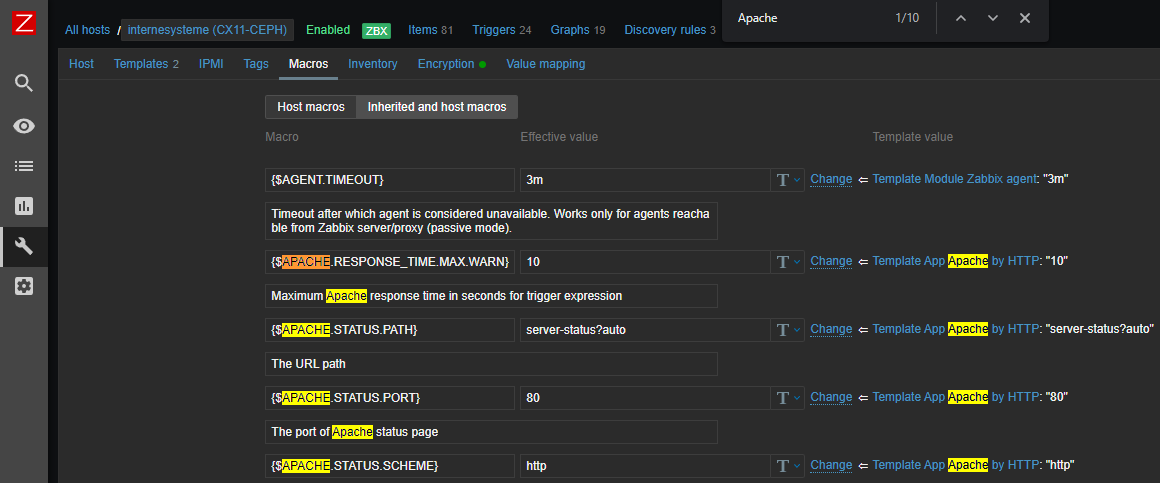 Z
Apache 1/10
All hosts / internesysteme (CX11-CEPH) Enabled ZBX Items 81 Triggers 24 Graphs 19 Discovery rules 3
Host Templates 2 IPMI Tags Macros Inventory Encryption Value mapping
Host macros Inherited and host macros
Macro Effective value Template value
{$AGENT.TIMEOUT} 3m T Change ⇐ Template Module Zabbix agent: "3m"
Timeout after which agent is considered unavailable. Works only for agents reacha
ble from Zabbix server/proxy (passive mode).
{$APACHE.RESPONSE_TIME.MAX.WARN} 10 T Change ⇐ Template App Apache by HTTP: "10"
Maximum Apache response time in seconds for trigger expression
{$APACHE.STATUS.PATH} server-status?auto T Change ⇐ Template App Apache by HTTP: "server-status?auto"
The URL path
{$APACHE.STATUS.PORT} 80 T Change ⇐ Template App Apache by HTTP: "80"
The port of Apache status page
{$APACHE.STATUS.SCHEME} http T Change ⇐ Template App Apache by HTTP: "http"